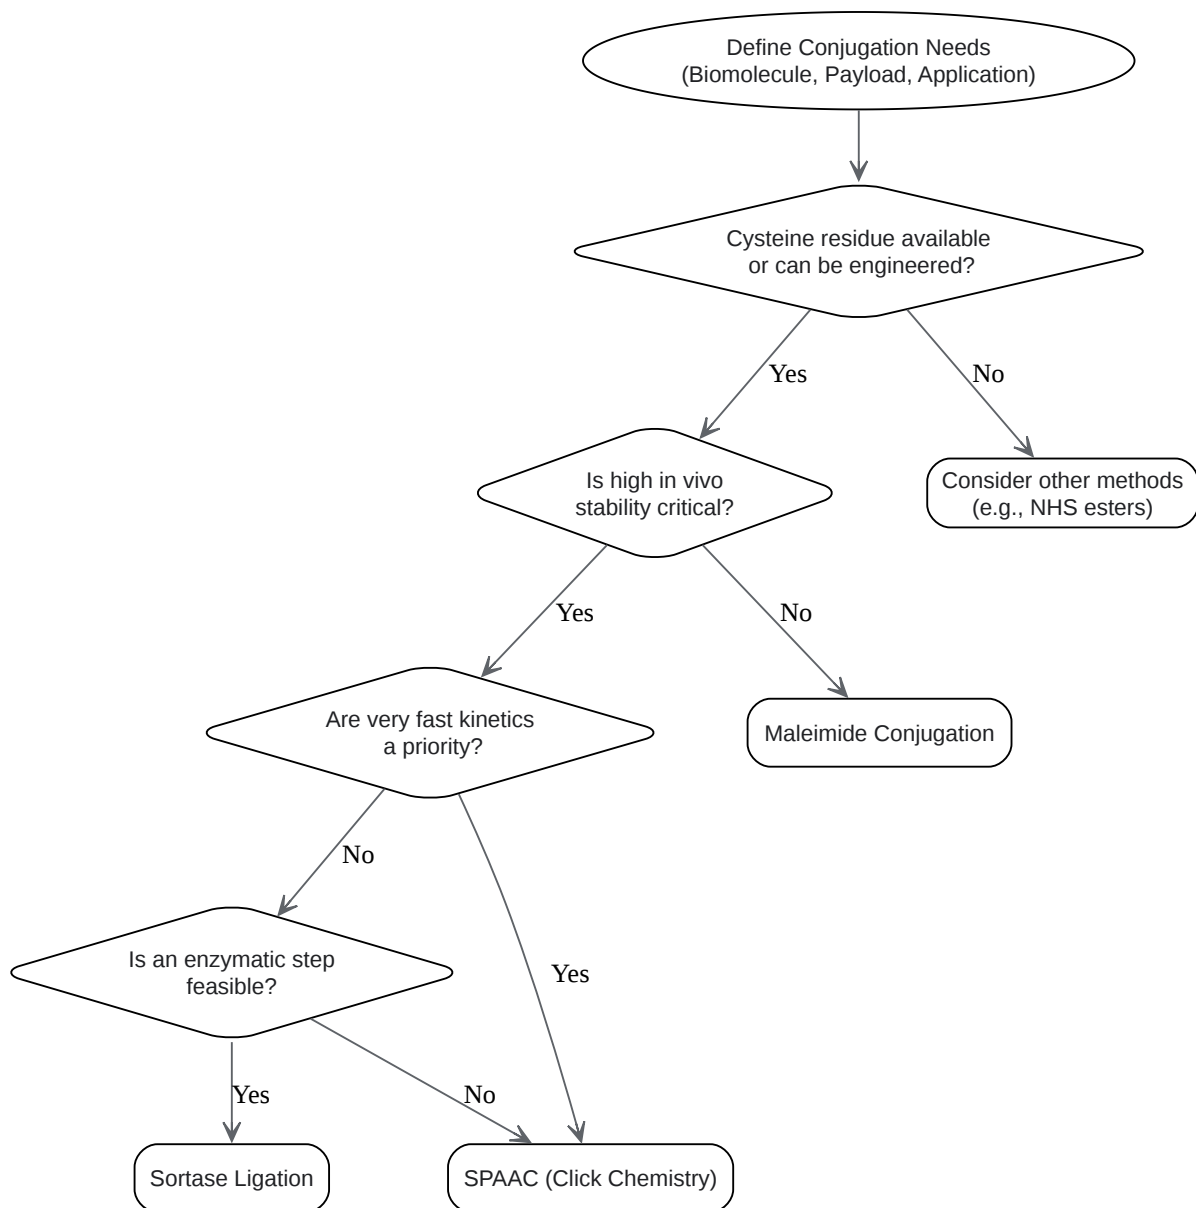 Define Conjugation Needs
(Biomolecule, Payload, Application)
Cysteine residue available
or can be engineered?
Yes
No
Is high in vivo
stability critical?
Consider other methods
(e.g., NHS esters)
Yes
No
Are very fast kinetics
a priority?
Maleimide Conjugation
No
Is an enzymatic step
feasible?
Yes
Yes
No
Sortase Ligation
SPAAC (Click Chemistry)